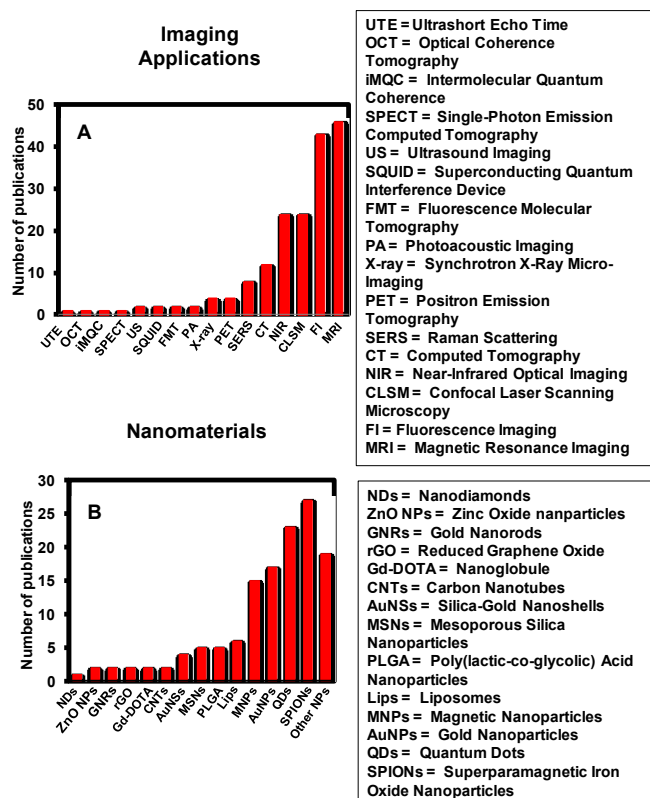 Imaging
Applications
Number of publications
50
40
30
20
10
0
A
UTE
OCT
iMQC
SPECT
US
SQUID
FMT
PA
X-ray
PET
SERS
CT
NIR
CLSM
FI
MRI
UTE = Ultrashort Echo Time
OCT = Optical Coherence
Tomography
iMQC = Intermolecular Quantum
Coherence
SPECT = Single-Photon Emission
Computed Tomography
US = Ultrasound Imaging
SQUID = Superconducting Quantum
Interference Device
FMT = Fluorescence Molecular
Tomography
PA = Photoacoustic Imaging
X-ray = Synchrotron X-Ray Micro-
Imaging
PET = Positron Emission
Tomography
SERS = Raman Scattering
CT = Computed Tomography
NIR = Near-Infrared Optical Imaging
CLSM = Confocal Laser Scanning
Microscopy
FI = Fluorescence Imaging
MRI = Magnetic Resonance Imaging
Nanomaterials
Number of publications
30
25
20
15
10
5
0
B
NDs
ZnO NPs
GNRs
rGO
Gd-DOTA
CNTs
AuNSs
MSNs
PLGA
Lips
MNPs
AuNPs
QDs
SPIONs
Other NPs
NDs = Nanodiamonds
ZnO NPs = Zinc Oxide nanparticles
GNRs = Gold Nanorods
rGO = Reduced Graphene Oxide
Gd-DOTA = Nanoglobule
CNTs = Carbon Nanotubes
AuNSs = Silica-Gold Nanoshells
MSNs = Mesoporous Silica
Nanoparticles
PLGA = Poly(lactic-co-glycolic) Acid
Nanoparticles
Lips = Liposomes
MNPs = Magnetic Nanoparticles
AuNPs = Gold Nanoparticles
QDs = Quantum Dots
SPIONs = Superparamagnetic Iron
Oxide Nanoparticles